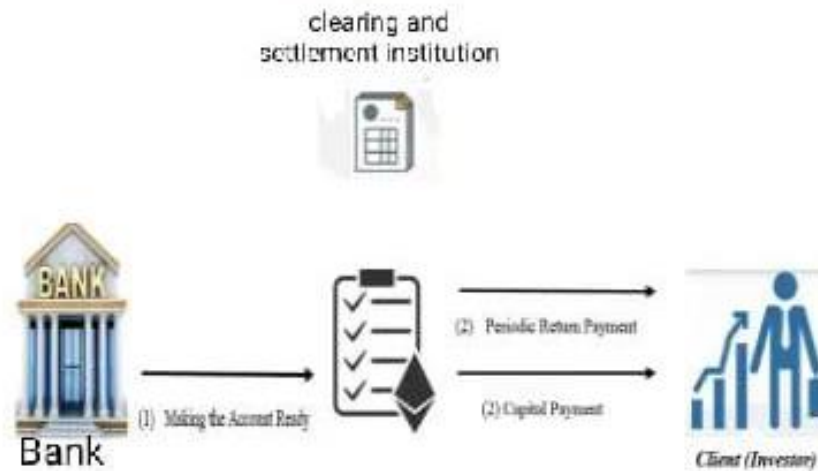 clearing and
settlement institution
BANK
(1) Making the Account Ready
Bank
(2) Periodic Return Payment
(2) Capital Payment
Client (Investor)